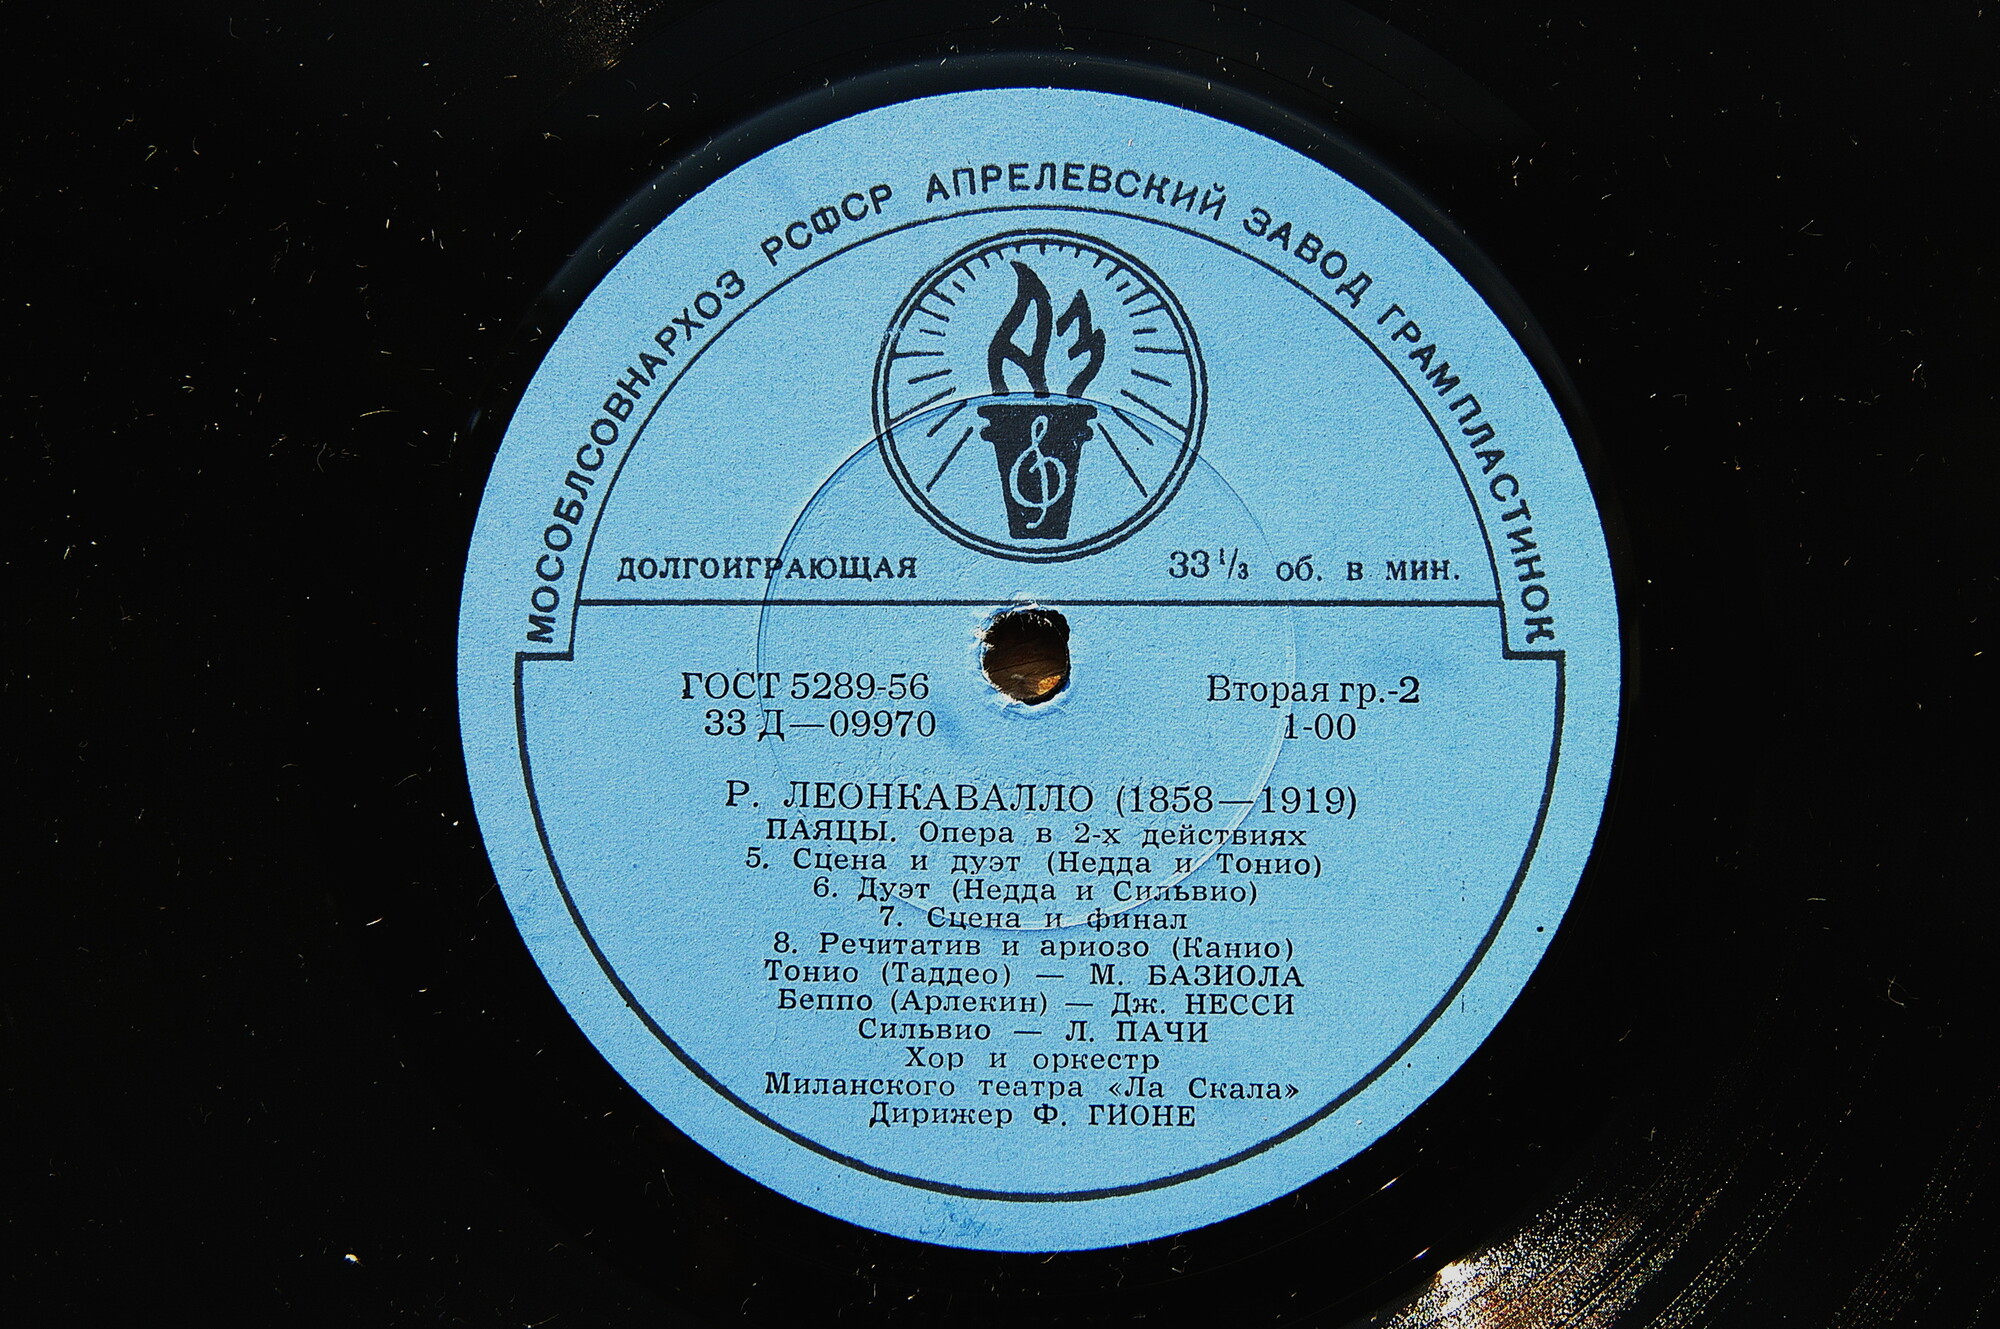 МОСОБЛСОВНАРХОЗ РСФСР АПРЕЛЕВСКИЙ ЗАВОД ГРАМПЛАСТИНОК
АЗ
ДОЛГОИГРАЮЩАЯ 33 1/3 об. в мин.
ГОСТ 5289-56 Вторая гр.-2
33 Д—09970 1-00
Р. ЛЕОНКАВАЛЛО (1858—1919)
ПАЯЦЫ. Опера в 2-х действиях
5. Сцена и дуэт (Недда и Тонио)
6. Дуэт (Недда и Сильвио)
7. Сцена и финал
8. Речитатив и ариозо (Канио)
Тонио (Таддео) — М. БАЗИОЛА
Беппо (Арлекин) — Дж. НЕССИ
Сильвио — Л. ПАЧИ
Хор и оркестр
Миланского театра «Ла Скала»
Дирижер Ф. ГИОНЕ